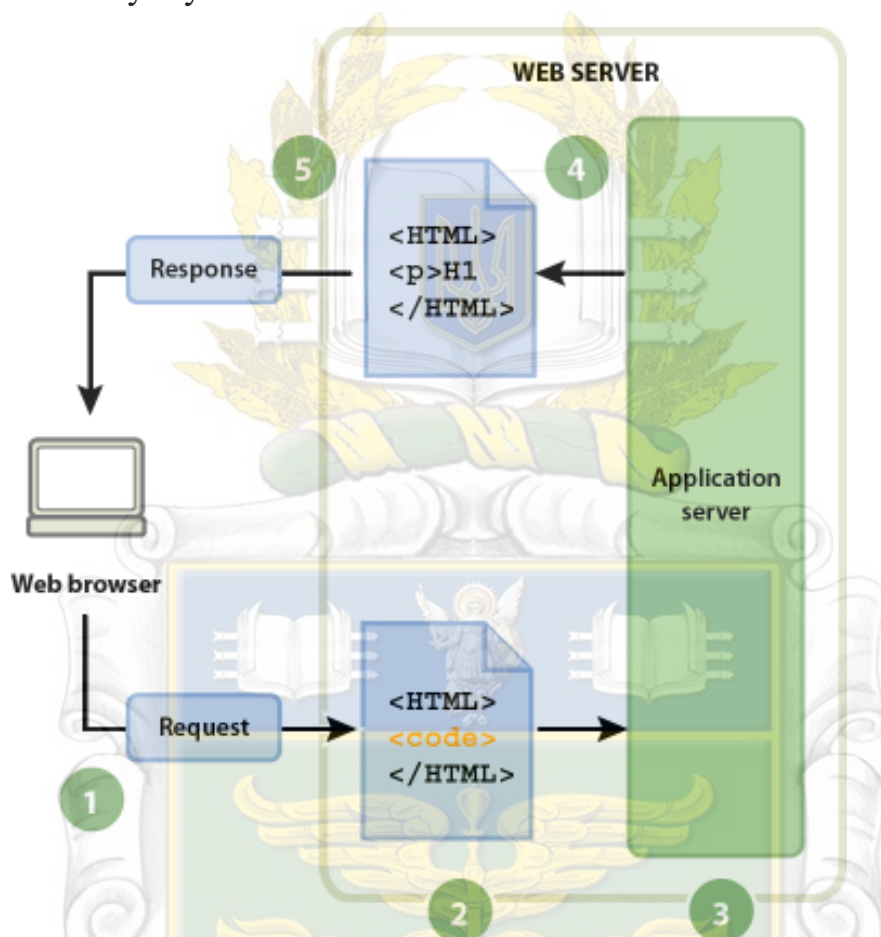 WEB SERVER
5
4
<HTML>
<p>H1
</HTML>
Response
Application
server
Web browser
<HTML>
<code>
</HTML>
Request
1
2
3